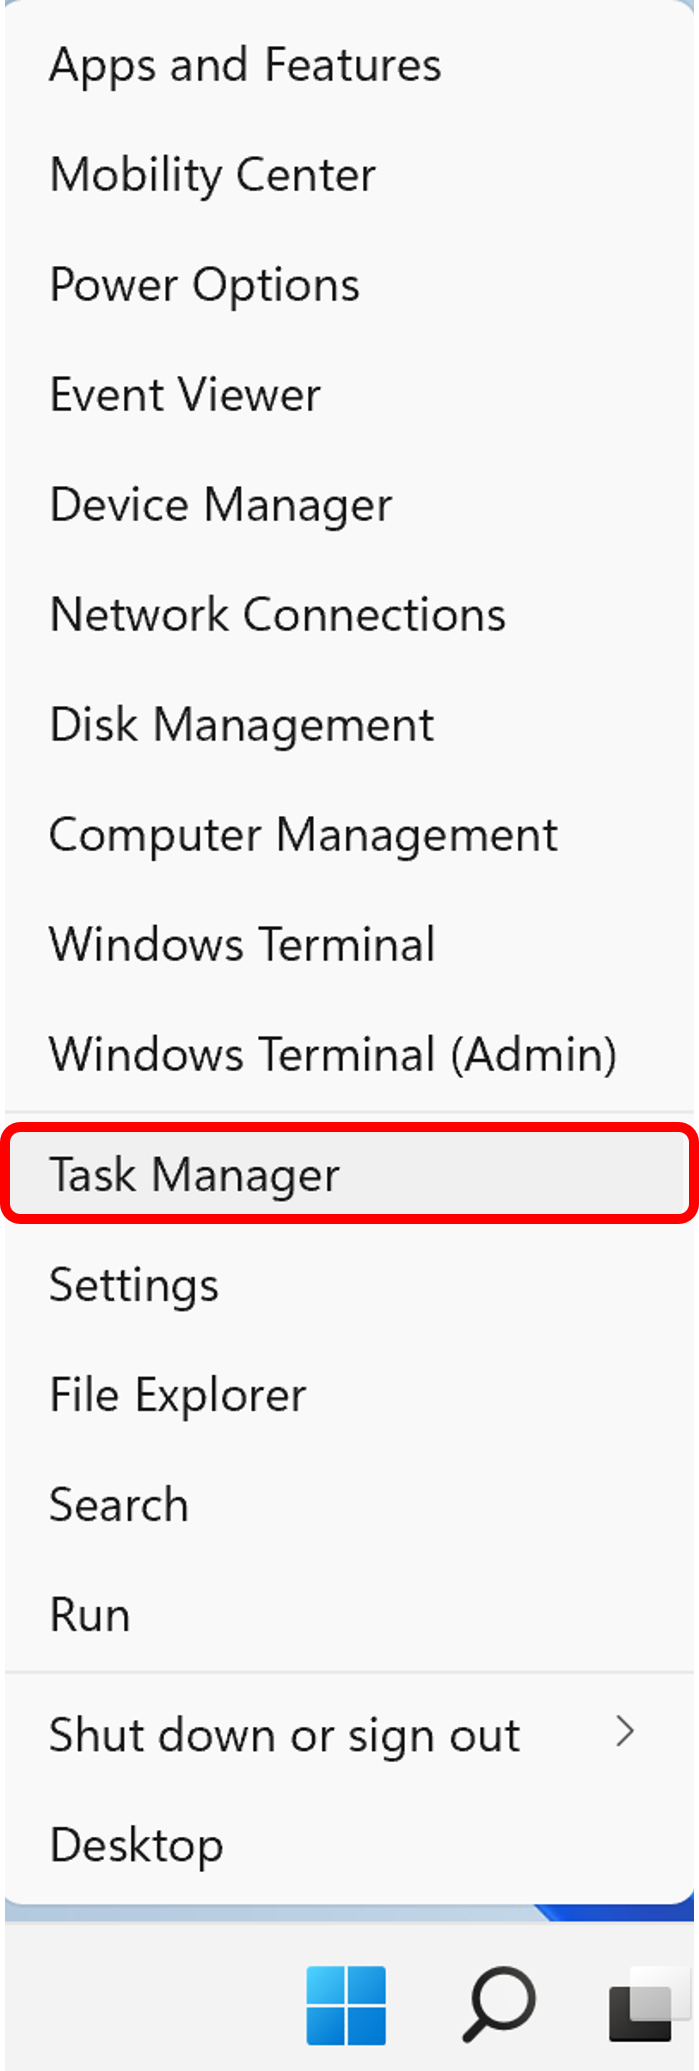 Apps and Features
Mobility Center
Power Options
Event Viewer
Device Manager
Network Connections
Disk Management
Computer Management
Windows Terminal
Windows Terminal (Admin)
Task Manager
Settings
File Explorer
Search
Run
Shut down or sign out
Desktop